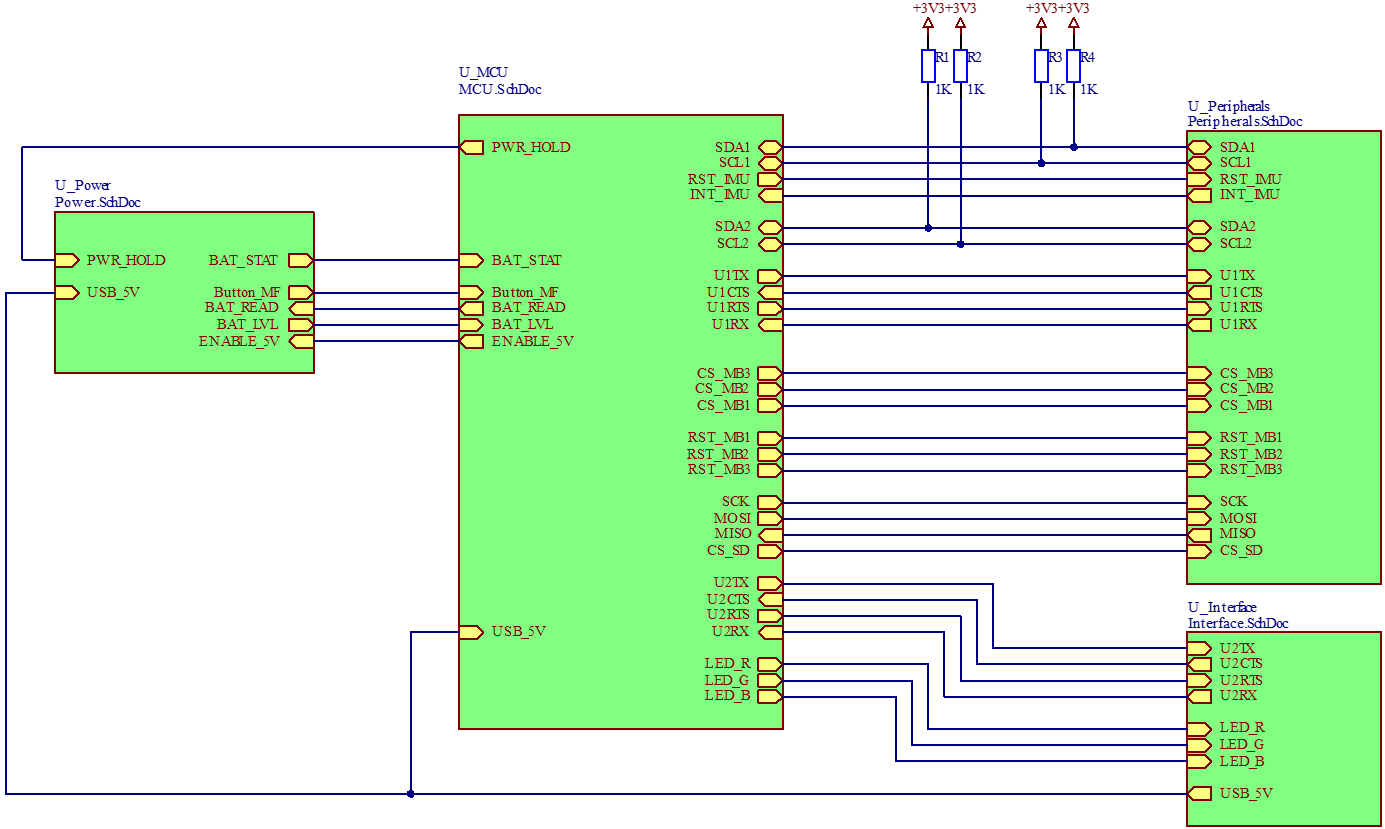 +3V3 +3V3 +3V3 +3V3
R1 R2 R3 R4
1K 1K 1K 1K
U_MCU
MCU.SchDoc
PWR_HOLD
BAT_STAT
Button_MF
BAT_READ
BAT_LVL
ENABLE_5V
USB_5V
SDA1
SCL1
RST_IMU
INT_IMU
SDA2
SCL2
U1TX
U1CTS
U1RTS
U1RX
CS_MB3
CS_MB2
CS_MB1
RST_MB1
RST_MB2
RST_MB3
SCK
MOSI
MISO
CS_SD
U2TX
U2CTS
U2RTS
U2RX
LED_R
LED_G
LED_B
U_Power
Power.SchDoc
PWR_HOLD
USB_5V
BAT_STAT
Button_MF
BAT_READ
BAT_LVL
ENABLE_5V
U_Peripherals
Peripherals.SchDoc
SDA1
SCL1
RST_IMU
INT_IMU
SDA2
SCL2
U1TX
U1CTS
U1RTS
U1RX
CS_MB3
CS_MB2
CS_MB1
RST_MB1
RST_MB2
RST_MB3
SCK
MOSI
MISO
CS_SD
U_Interface
Interface.SchDoc
U2TX
U2CTS
U2RTS
U2RX
LED_R
LED_G
LED_B
USB_5V